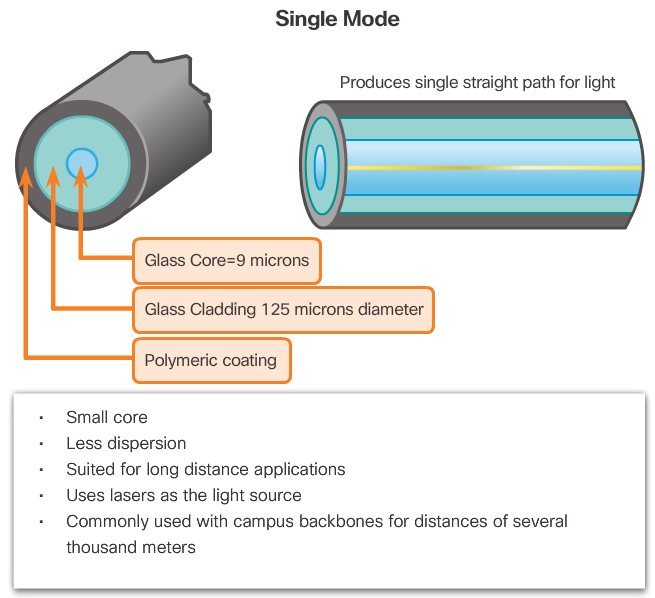 Single Mode
Produces single straight path for light
Glass Core=9 microns
Glass Cladding 125 microns diameter
Polymeric coating
· Small core
· Less dispersion
· Suited for long distance applications
· Uses lasers as the light source
· Commonly used with campus backbones for distances of several
thousand meters